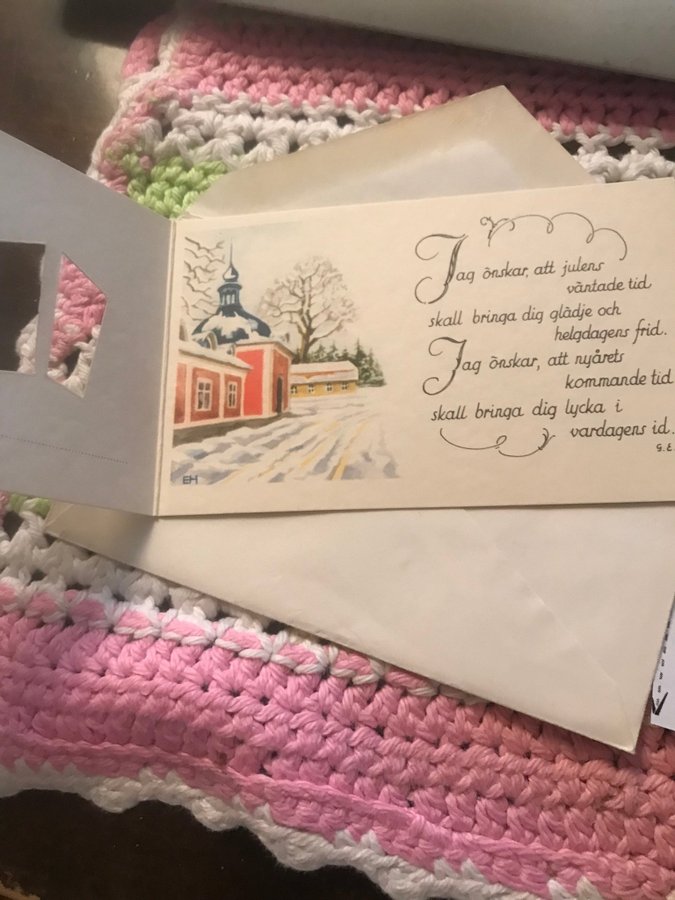 Jag önskar, att julens
väntade tid
skall bringa dig glädje och
helgdagens frid.
Jag önskar, att nyårets
kommande tid
skall bringa dig lycka i
vardagens id.
G.E.
EH